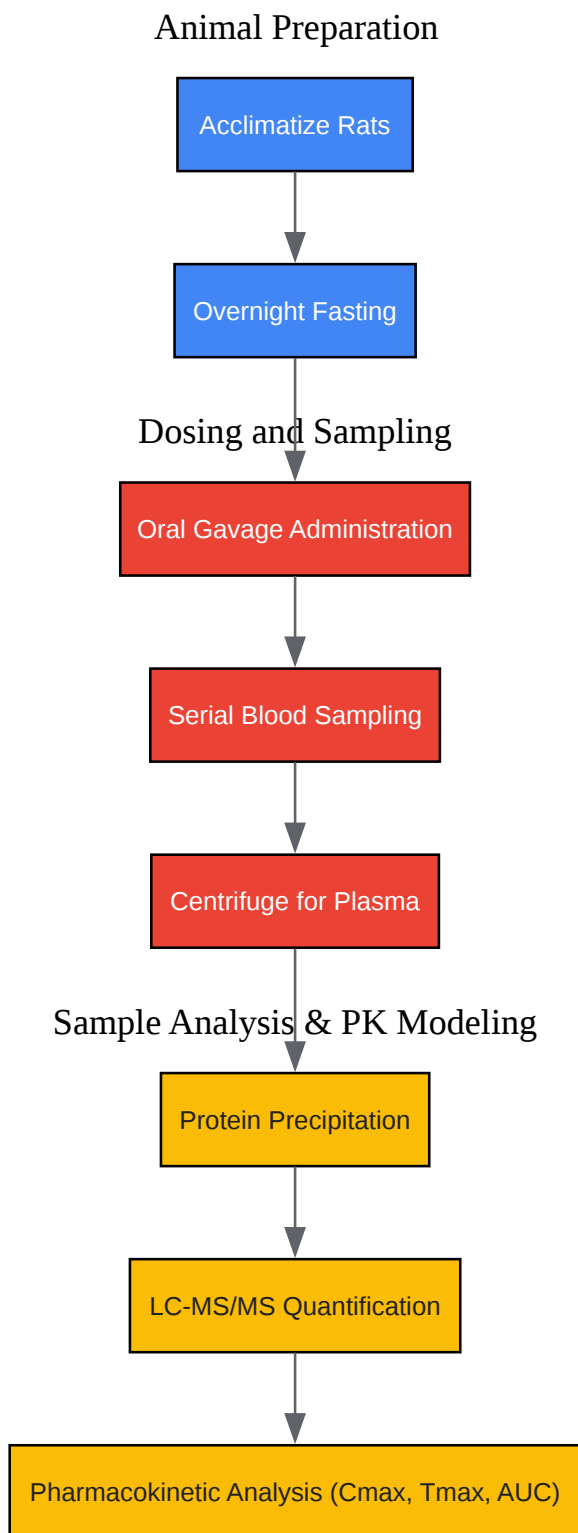 Animal Preparation
Acclimatize Rats
Overnight Fasting
Dosing and Sampling
Oral Gavage Administration
Serial Blood Sampling
Centrifuge for Plasma
Sample Analysis & PK Modeling
Protein Precipitation
LC-MS/MS Quantification
Pharmacokinetic Analysis (Cmax, Tmax, AUC)